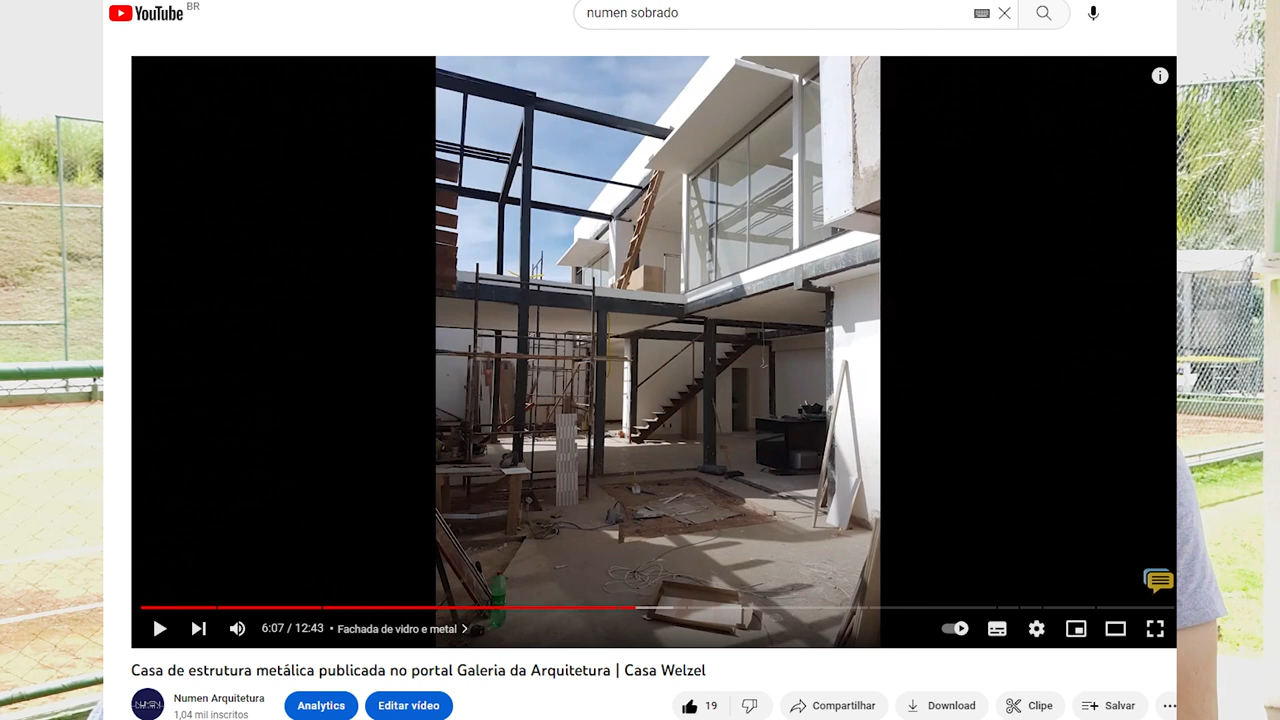 YouTube BR
numen sobrado
6:07 / 12:43 • Fachada de vidro e metal
Casa de estrutura metálica publicada no portal Galeria da Arquitetura | Casa Welzel
NUMEN
Numen Arquitetura
1,04 mil inscritos
Analytics
Editar vídeo
19
Compartilhar
Download
Clipe
Salvar